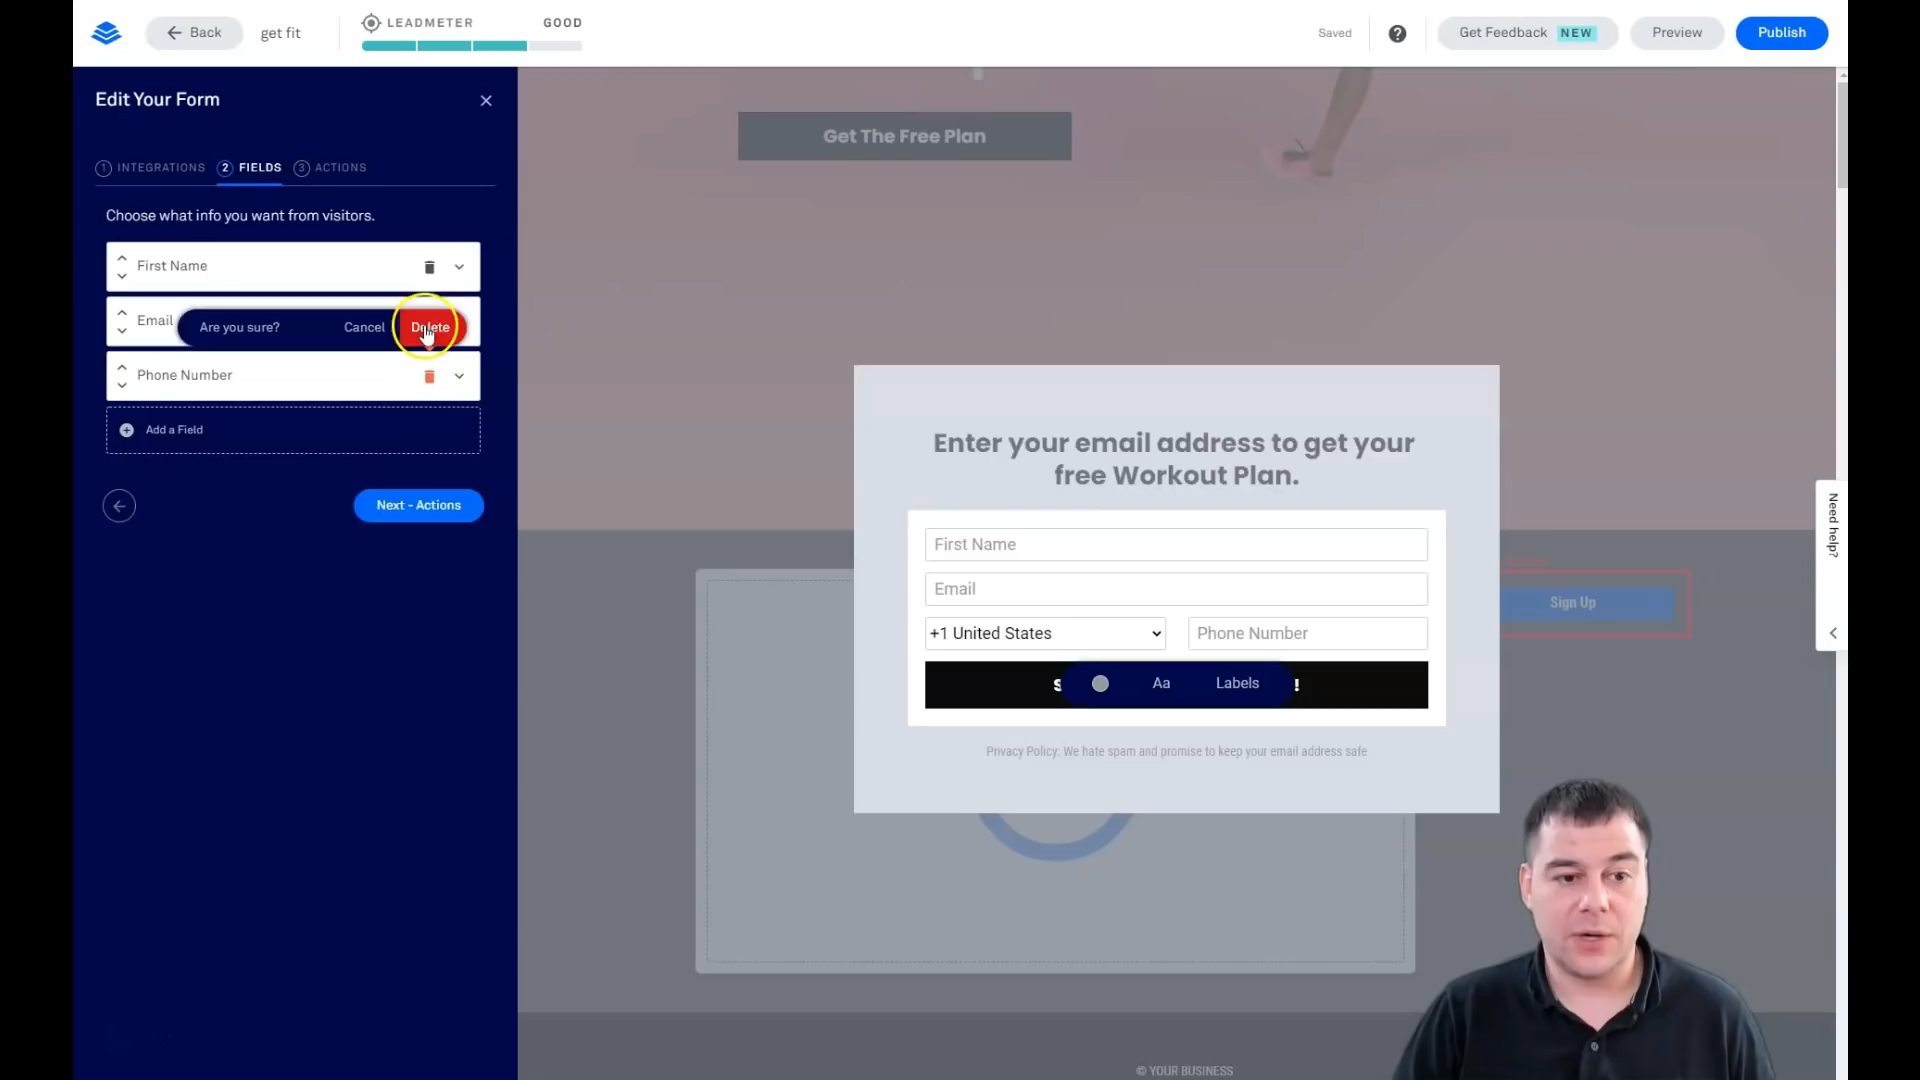 Back
get fit
LEADMETER
GOOD
Saved
?
Get Feedback NEW
Preview
Publish
Edit Your Form
1 INTEGRATIONS 2 FIELDS 3 ACTIONS
Choose what info you want from visitors.
First Name
Email
Are you sure? Cancel Delete
Phone Number
Add a Field
Next - Actions
Get The Free Plan
Enter your email address to get your
free Workout Plan.
First Name
Email
+1 United States
Phone Number
Aa
Labels
!
Privacy Policy: We hate spam and promise to keep your email address safe
Sign Up
Need help?
© YOUR BUSINESS